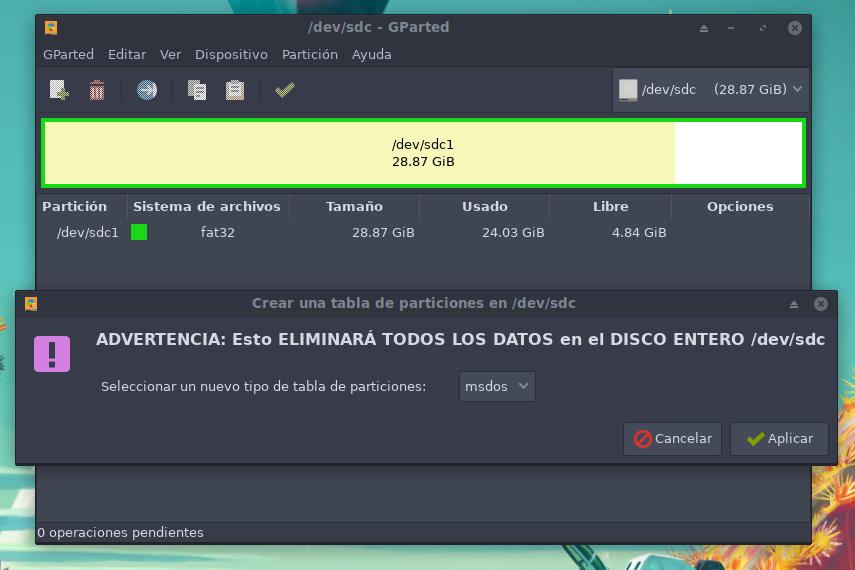 /dev/sdc - GParted
GParted Editar Ver Dispositivo Partición Ayuda
/dev/sdc (28.87 GiB)
/dev/sdc1
28.87 GiB
Partición Sistema de archivos Tamaño Usado Libre Opciones
/dev/sdc1 fat32 28.87 GiB 24.03 GiB 4.84 GiB
Crear una tabla de particiones en /dev/sdc
ADVERTENCIA: Esto ELIMINARÁ TODOS LOS DATOS en el DISCO ENTERO /dev/sdc
Seleccionar un nuevo tipo de tabla de particiones: msdos
Cancelar Aplicar
0 operaciones pendientes